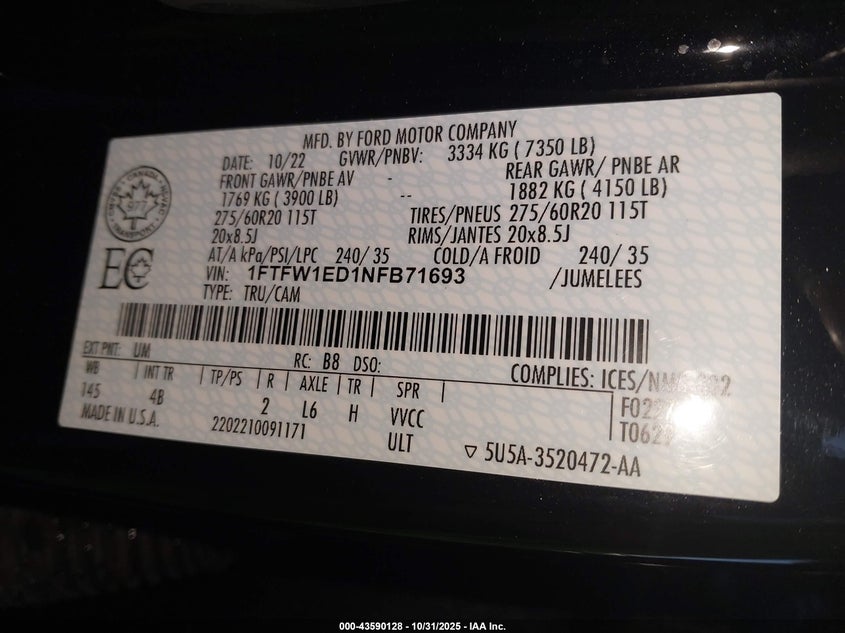 MFD. BY FORD MOTOR COMPANY
DATE: 10/22 GVWR/PNBV: 3334 KG ( 7350 LB)
FRONT GAWR/PNBE AV - REAR GAWR/ PNBE AR
1769 KG ( 3900 LB) -- 1882 KG ( 4150 LB)
275/60R20 115T TIRES/PNEUS 275/60R20 115T
20x8.5J RIMS/JANTES 20x8.5J
AT/A kPa/PSI/LPC 240/ 35 COLD/A FROID 240/ 35
VIN: 1FTFW1ED1NFB71693 /JUMELEES
TYPE: TRU/CAM
CANADA
TRANSPORT
977
EC
EXT PNT: UM RC: B8 DSO:
COMPLIES: ICES/
WB | INT TR | TP/PS | R | AXLE | TR | SPR |
145 4B 2 L6 H VVCC
MADE IN U.S.A. 2202210091171 ULT
5U5A-3520472-AA
000-43590128 - 10/31/2025 - IAA Inc.